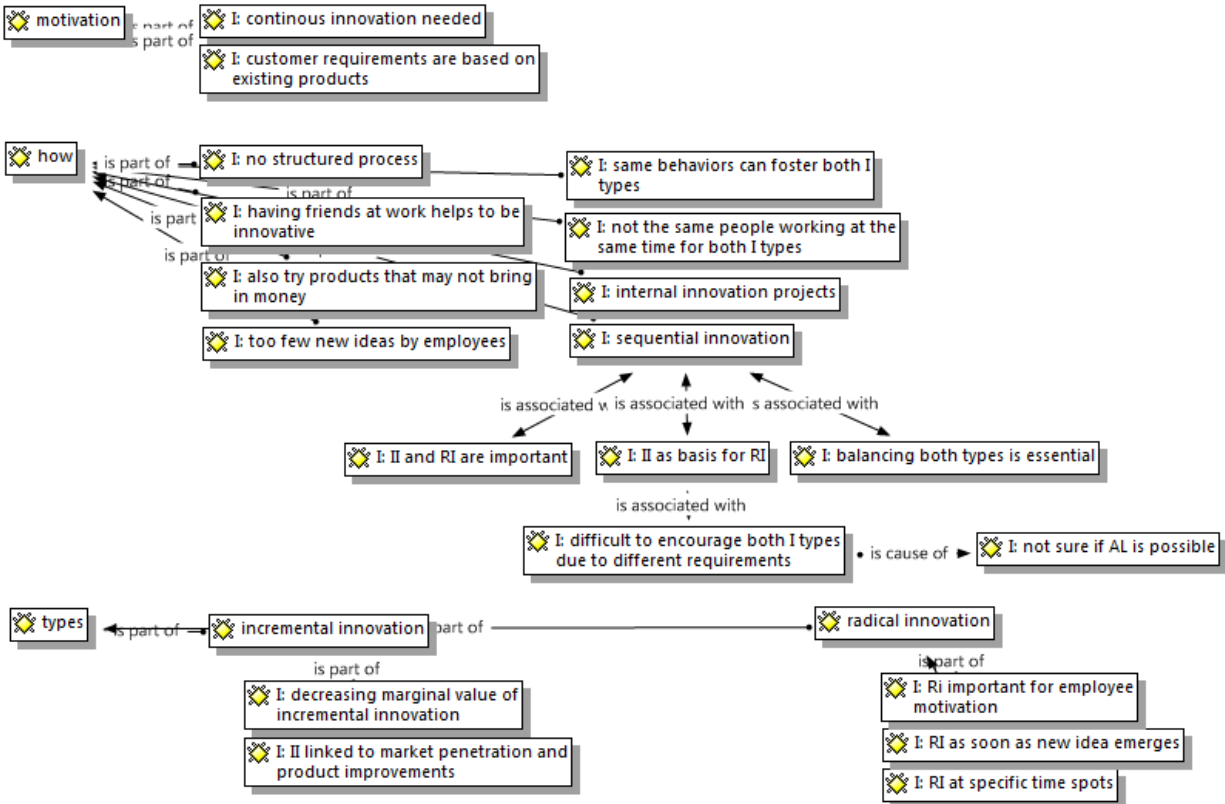 motivation
is part of
is part of
I: continous innovation needed
I: customer requirements are based on
existing products
how
is part of
is part of
is part of
is part
is part of
I: no structured process
I: having friends at work helps to be
innovative
I: also try products that may not bring
in money
I: too few new ideas by employees
I: same behaviors can foster both I
types
I: not the same people working at the
same time for both I types
I: internal innovation projects
I: sequential innovation
is associated w
is associated with
s associated with
I: II and RI are important
I: II as basis for RI
I: balancing both types is essential
is associated with
I: difficult to encourage both I types
due to different requirements
is cause of
I: not sure if AL is possible
types
is part of
incremental innovation
part of
radical innovation
is part of
I: decreasing marginal value of
incremental innovation
I: II linked to market penetration and
product improvements
is part of
I: Ri important for employee
motivation
I: RI as soon as new idea emerges
I: RI at specific time spots